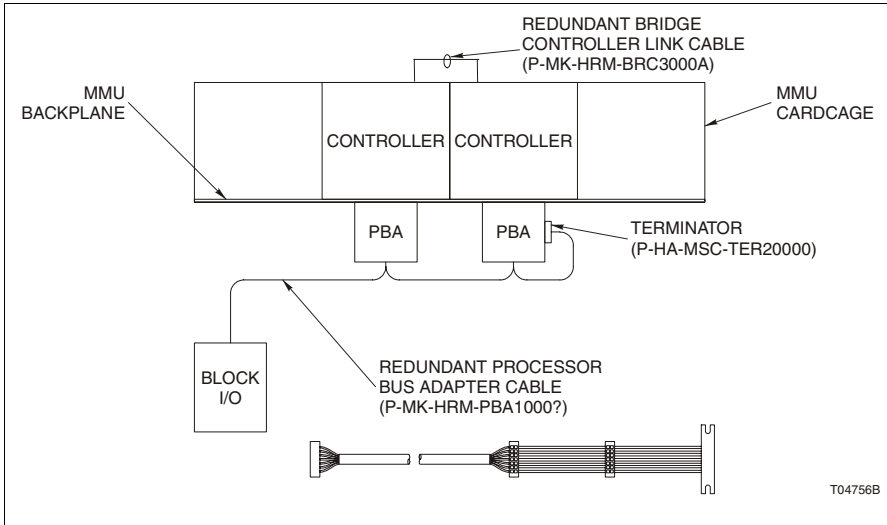 REDUNDANT BRIDGE
CONTROLLER LINK CABLE
(P-MK-HRM-BRC3000A)
MMU
BACKPLANE
MMU
CARDCAGE
CONTROLLER
CONTROLLER
PBA
PBA
TERMINATOR
(P-HA-MSC-TER20000)
BLOCK
I/O
REDUNDANT PROCESSOR
BUS ADAPTER CABLE
(P-MK-HRM-PBA1000?)
T04756B